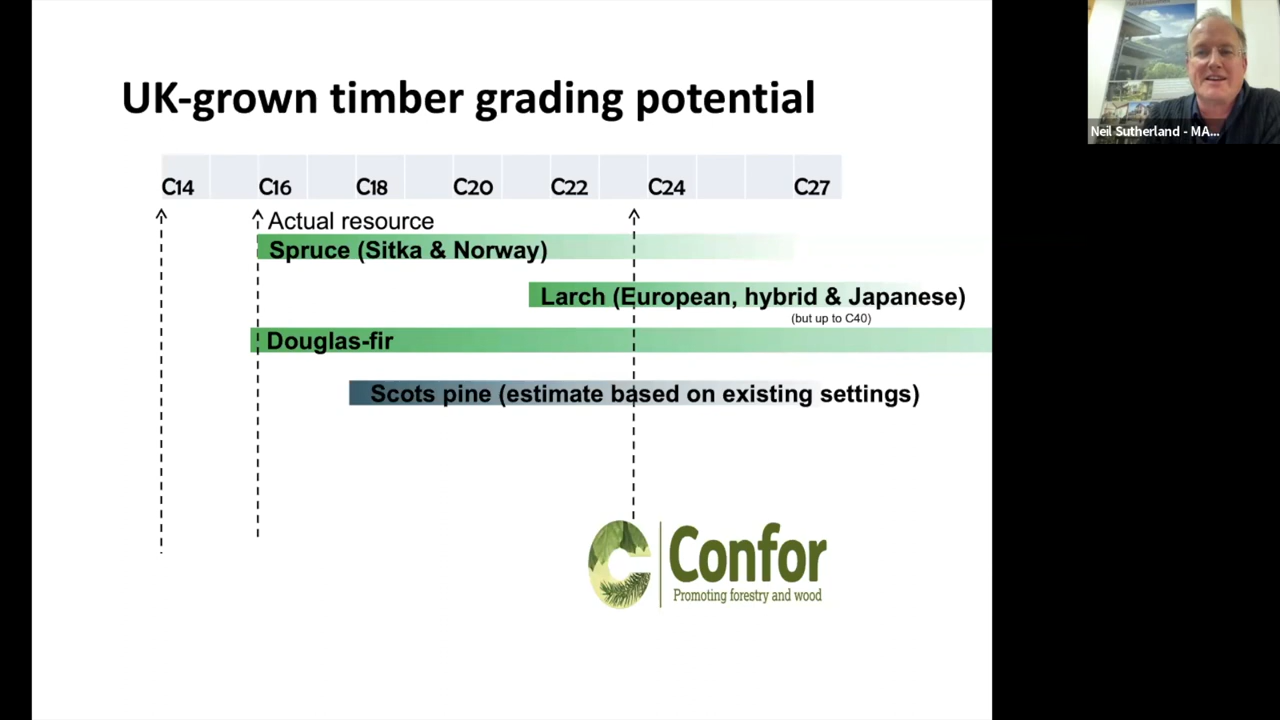 UK-grown timber grading potential
C14 C16 C18 C20 C22 C24 C27
Actual resource
Spruce (Sitka & Norway)
Larch (European, hybrid & Japanese)
(but up to C40)
Douglas-fir
Scots pine (estimate based on existing settings)
Confor
Promoting forestry and wood
Neil Sutherland - MA...